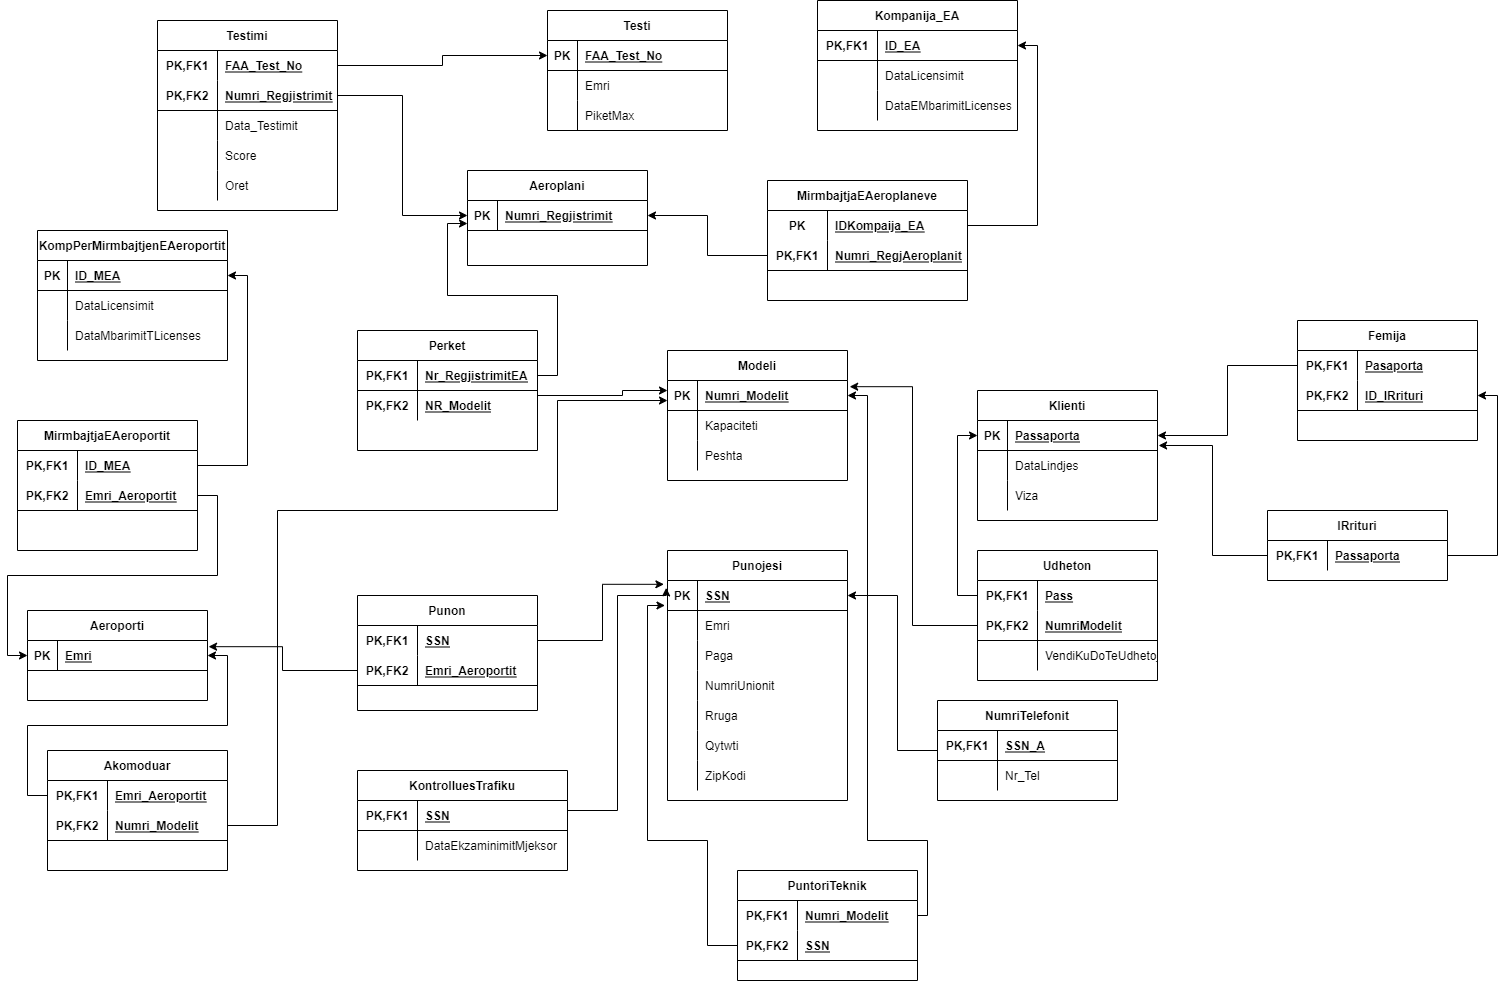 Testimi
PK,FK1 FAA_Test_No
PK,FK2 Numri_Regjistrimit
Data_Testimit
Score
Oret
Testi
PK FAA_Test_No
Emri
PiketMax
Kompanija_EA
PK,FK1 ID_EA
DataLicensimit
DataEMbarimitLicenses
Aeroplani
PK Numri_Regjistrimit
MirmbajtjaEAeroplaneve
PK IDKompaija_EA
PK,FK1 Numri_RegjAeroplanit
KompPerMirmbajtjenEAeroportit
PK ID_MEA
DataLicensimit
DataMbarimitTLicenses
Perket
PK,FK1 Nr_RegjistrimitEA
PK,FK2 NR_Modelit
Modeli
PK Numri_Modelit
Kapaciteti
Peshta
Klienti
PK Passaporta
DataLindjes
Viza
Femija
PK,FK1 Pasaporta
PK,FK2 ID_IRrituri
MirmbajtjaEAeroportit
PK,FK1 ID_MEA
PK,FK2 Emri_Aeroportit
IRrituri
PK,FK1 Passaporta
Aeroporti
PK Emri
Punon
PK,FK1 SSN
PK,FK2 Emri_Aeroportit
Punojesi
PK SSN
Emri
Paga
NumriUnionit
Rruga
Qytwti
ZipKodi
Udheton
PK,FK1 Pass
PK,FK2 NumriModelit
VendiKuDoTeUdheto
NumriTelefonit
PK,FK1 SSN_A
Nr_Tel
Akomoduar
PK,FK1 Emri_Aeroportit
PK,FK2 Numri_Modelit
KontrolluesTrafiku
PK,FK1 SSN
DataEkzaminimitMjeksor
PuntoriTeknik
PK,FK1 Numri_Modelit
PK,FK2 SSN